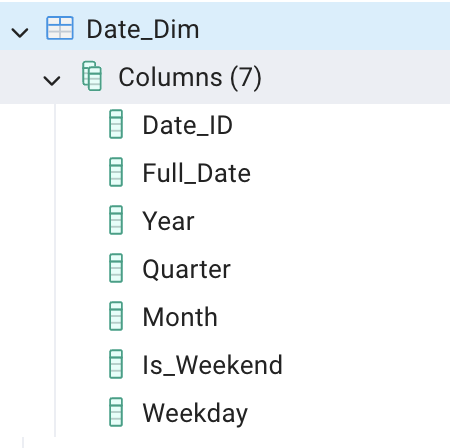 Date_Dim
Columns (7)
Date_ID
Full_Date
Year
Quarter
Month
Is_Weekend
Weekday